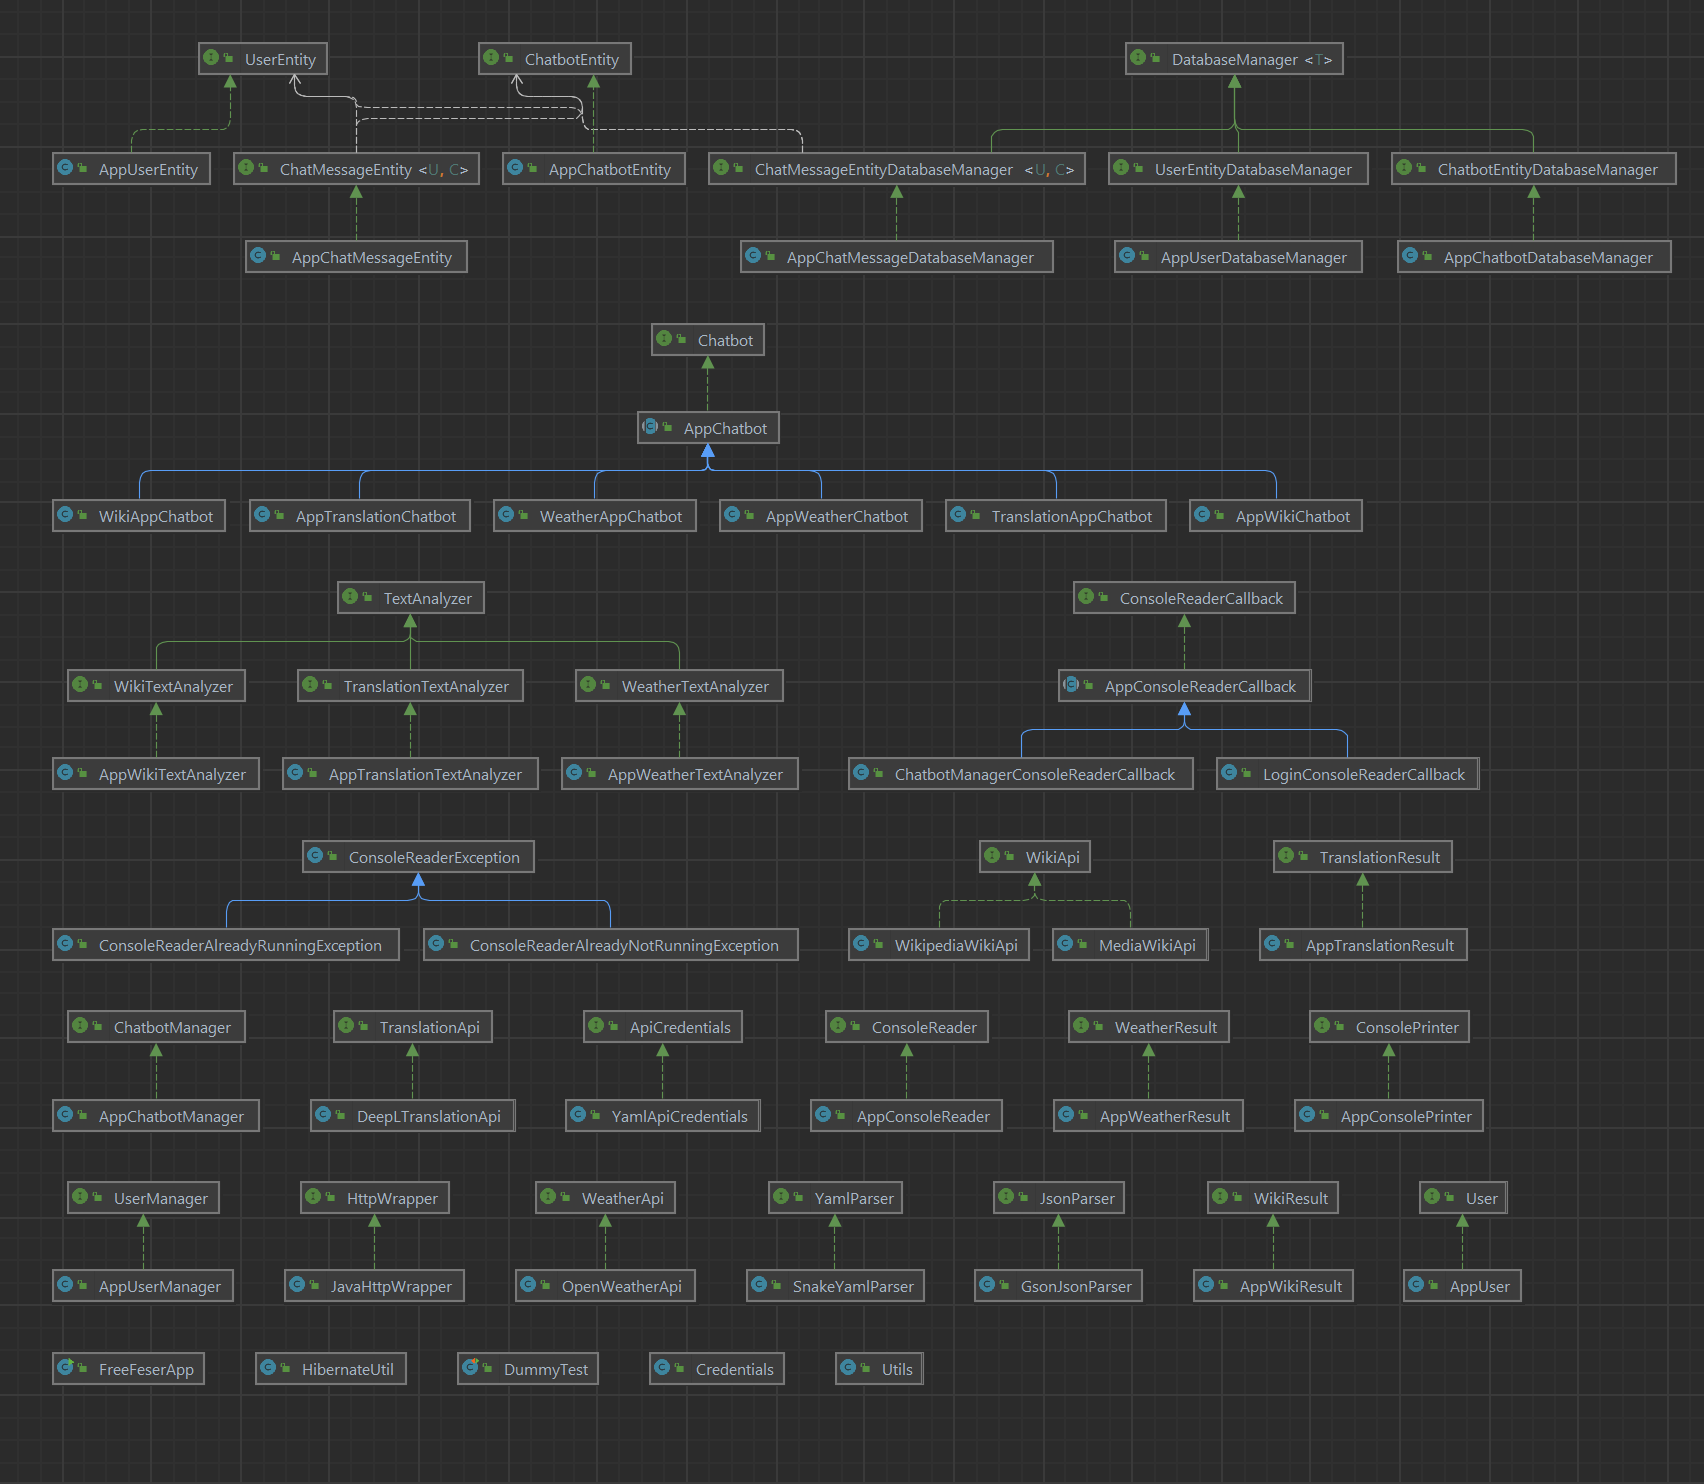 UserEntity
ChatbotEntity
DatabaseManager <T>
AppUserEntity
ChatMessageEntity <U, C>
AppChatbotEntity
ChatMessageEntityDatabaseManager <U, C>
UserEntityDatabaseManager
ChatbotEntityDatabaseManager
AppChatMessageEntity
AppChatMessageDatabaseManager
AppUserDatabaseManager
AppChatbotDatabaseManager
Chatbot
AppChatbot
WikiAppChatbot
AppTranslationChatbot
WeatherAppChatbot
AppWeatherChatbot
TranslationAppChatbot
AppWikiChatbot
TextAnalyzer
ConsoleReaderCallback
WikiTextAnalyzer
TranslationTextAnalyzer
WeatherTextAnalyzer
AppConsoleReaderCallback
AppWikiTextAnalyzer
AppTranslationTextAnalyzer
AppWeatherTextAnalyzer
ChatbotManagerConsoleReaderCallback
LoginConsoleReaderCallback
ConsoleReaderException
WikiApi
TranslationResult
ConsoleReaderAlreadyRunningException
ConsoleReaderAlreadyNotRunningException
WikipediaWikiApi
MediaWikiApi
AppTranslationResult
ChatbotManager
TranslationApi
ApiCredentials
ConsoleReader
WeatherResult
ConsolePrinter
AppChatbotManager
DeepLTranslationApi
YamlApiCredentials
AppConsoleReader
AppWeatherResult
AppConsolePrinter
UserManager
HttpWrapper
WeatherApi
YamlParser
JsonParser
WikiResult
User
AppUserManager
JavaHttpWrapper
OpenWeatherApi
SnakeYamlParser
GsonJsonParser
AppWikiResult
AppUser
FreeFeserApp
HibernateUtil
DummyTest
Credentials
Utils